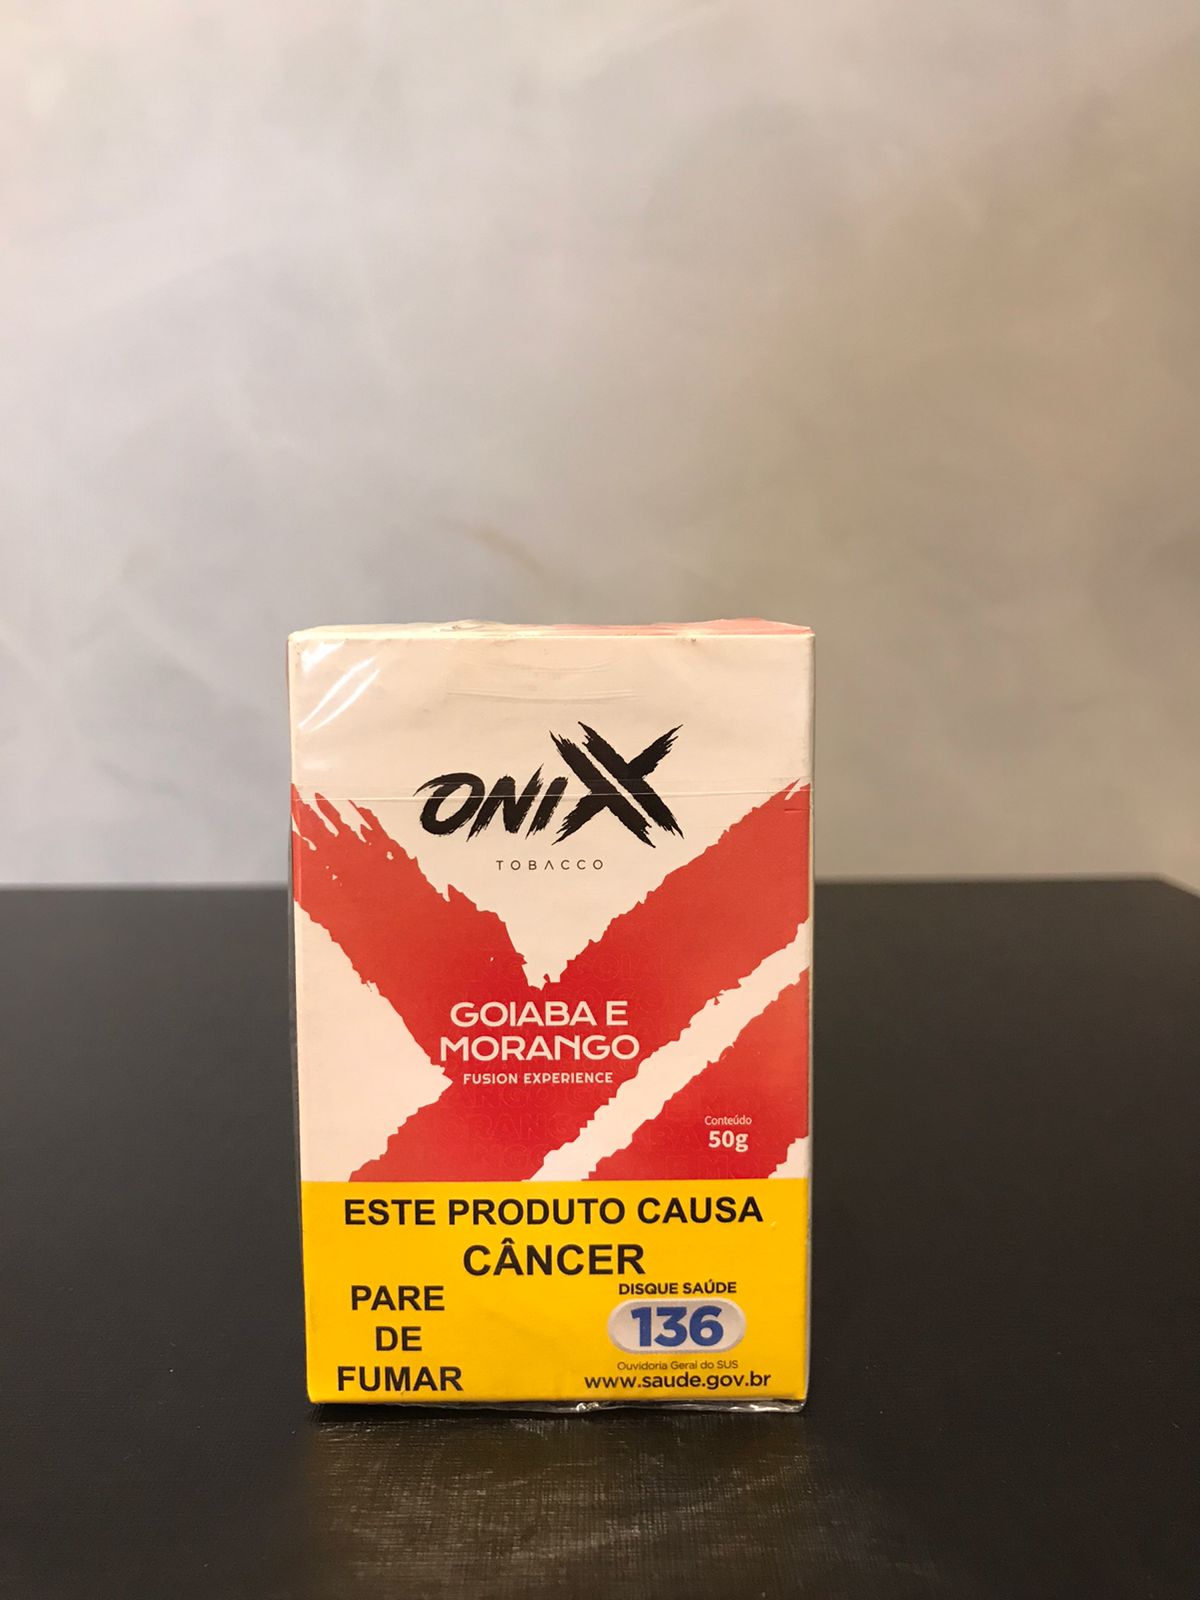 ONIXX
TOBACCO
GOIABA E
MORANGO
FUSION EXPERIENCE
Conteúdo
50g
ESTE PRODUTO CAUSA
CÂNCER
PARE
DE
FUMAR
DISQUE SAÚDE
136
Ouvidoria Geral do SUS
www.saude.gov.br